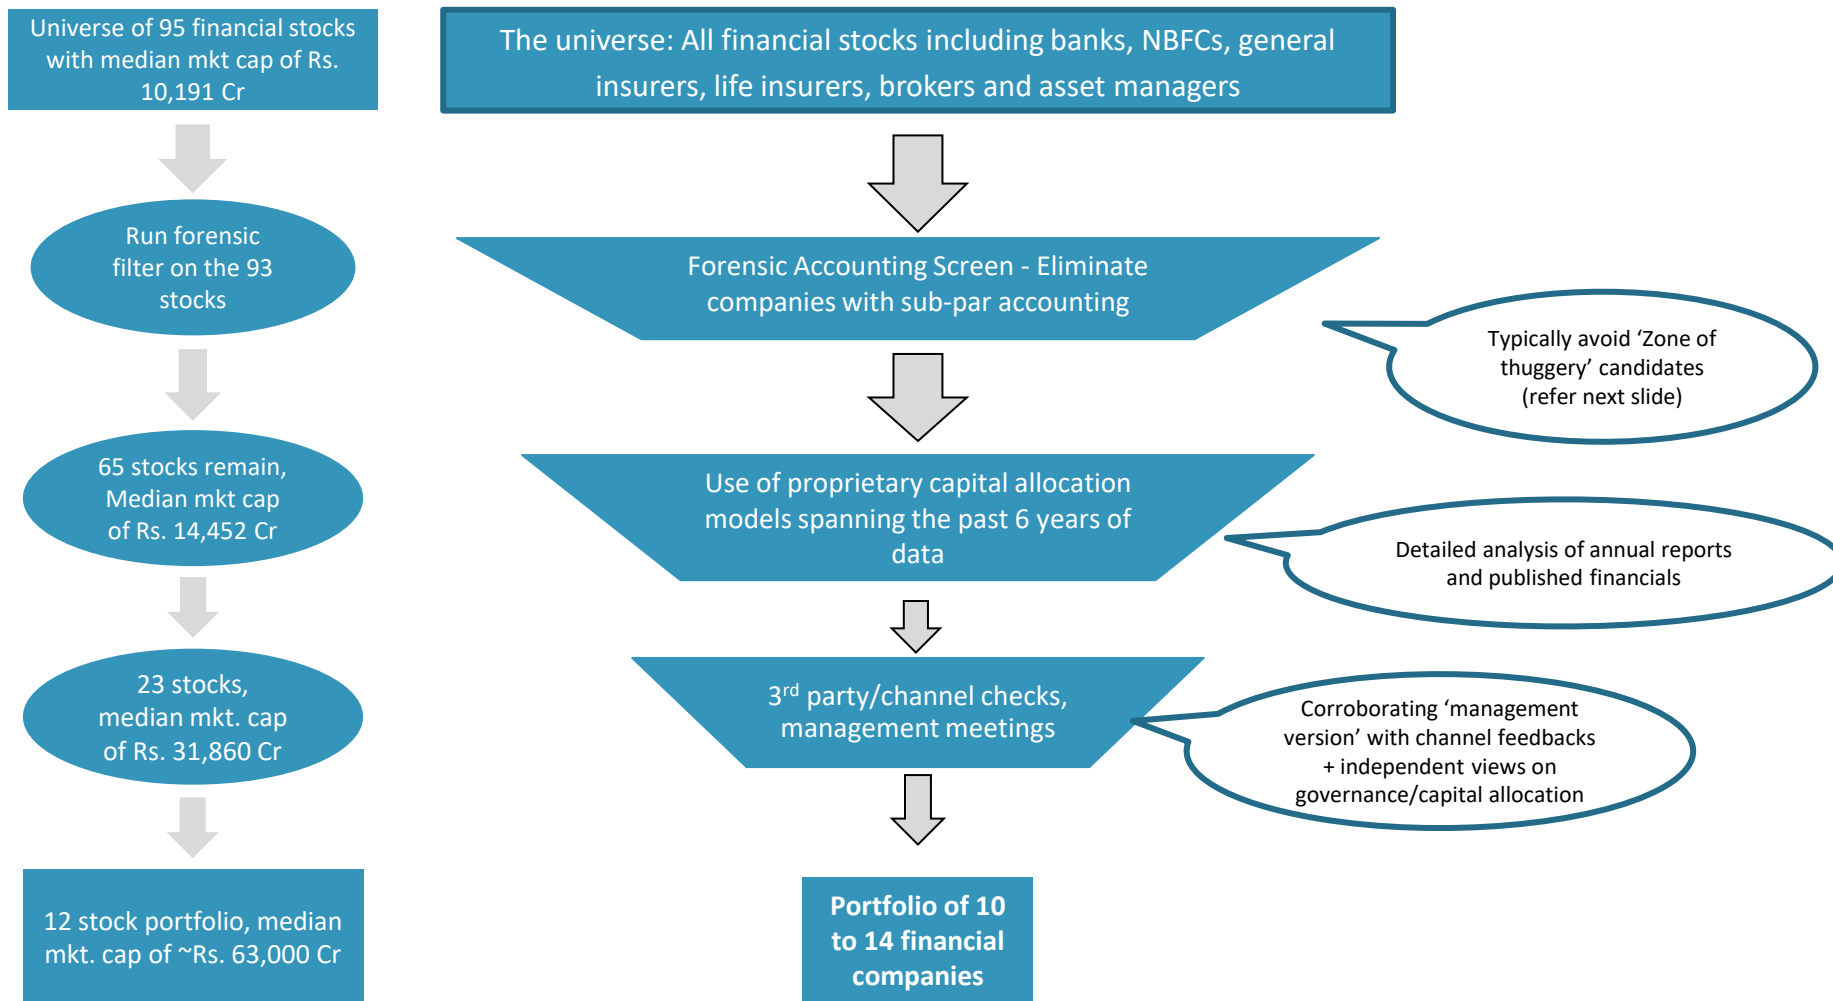 Universe of 95 financial stocks
with median mkt cap of Rs.
10,191 Cr
Run forensic
filter on the 93
stocks
65 stocks remain,
Median mkt cap
of Rs. 14,452 Cr
23 stocks,
median mkt. cap
of Rs. 31,860 Cr
12 stock portfolio, median
mkt. cap of ~Rs. 63,000 Cr
The universe: All financial stocks including banks, NBFCs, general
insurers, life insurers, brokers and asset managers
Forensic Accounting Screen - Eliminate
companies with sub-par accounting
Typically avoid ‘Zone of
thuggery’ candidates
(refer next slide)
Use of proprietary capital allocation
models spanning the past 6 years of
data
Detailed analysis of annual reports
and published financials
3rd party/channel checks,
management meetings
Corroborating ‘management
version’ with channel feedbacks
+ independent views on
governance/capital allocation
Portfolio of 10
to 14 financial
companies